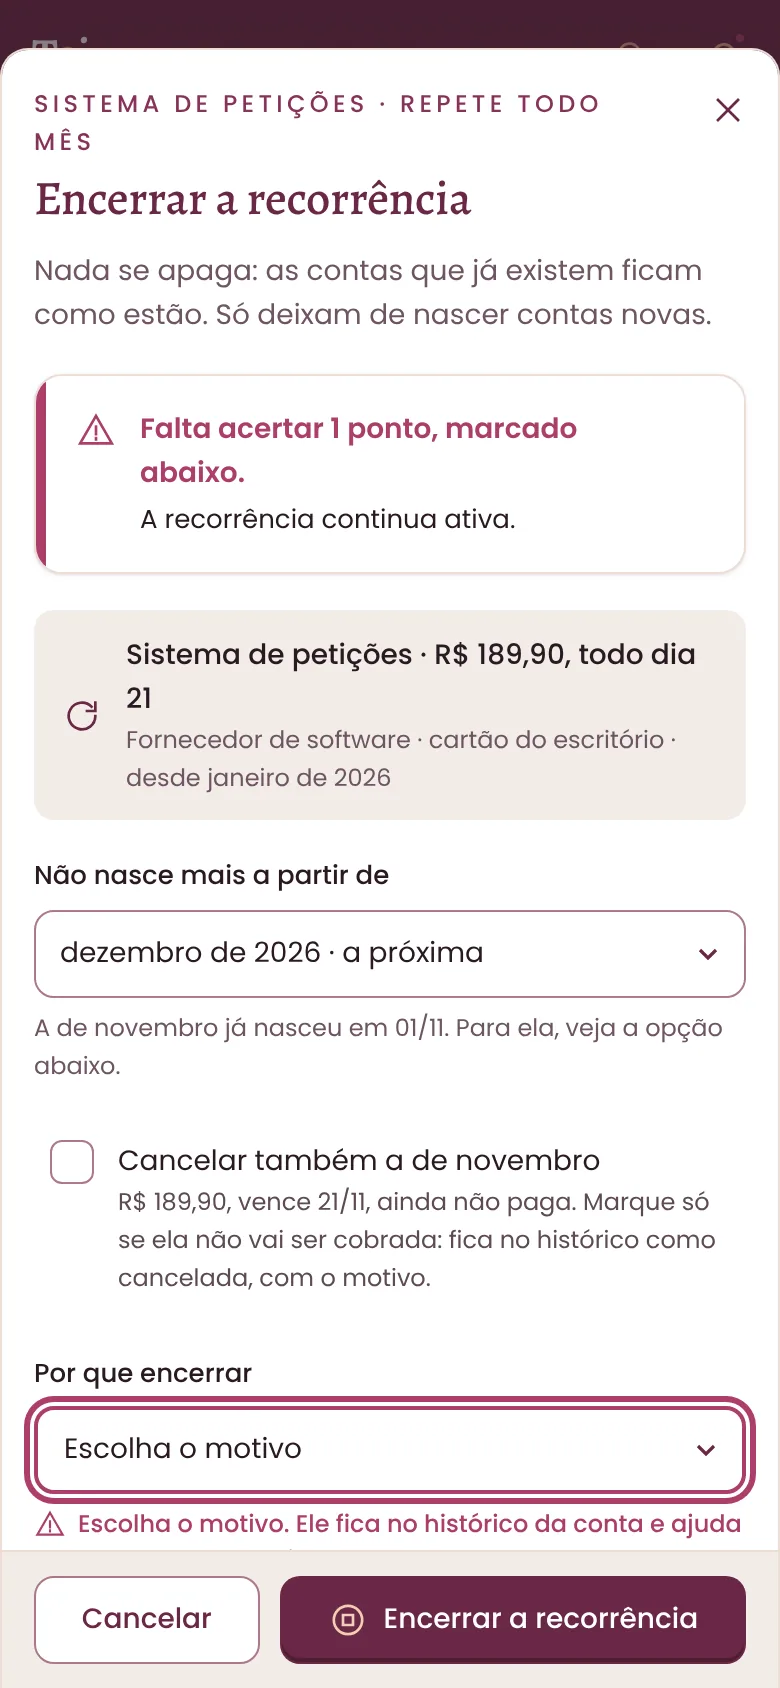 SISTEMA DE PETIÇÕES · REPETE TODO
MÊS
Encerrar a recorrência
Nada se apaga: as contas que já existem ficam
como estão. Só deixam de nascer contas novas.
Falta acertar 1 ponto, marcado
abaixo.
A recorrência continua ativa.
Sistema de petições · R$ 189,90, todo dia
21
Fornecedor de software · cartão do escritório ·
desde janeiro de 2026
Não nasce mais a partir de
dezembro de 2026 · a próxima
A de novembro já nasceu em 01/11. Para ela, veja a opção
abaixo.
Cancelar também a de novembro
R$ 189,90, vence 21/11, ainda não paga. Marque só
se ela não vai ser cobrada: fica no histórico como
cancelada, com o motivo.
Por que encerrar
Escolha o motivo
Escolha o motivo. Ele fica no histórico da conta e ajuda
Cancelar
Encerrar a recorrência